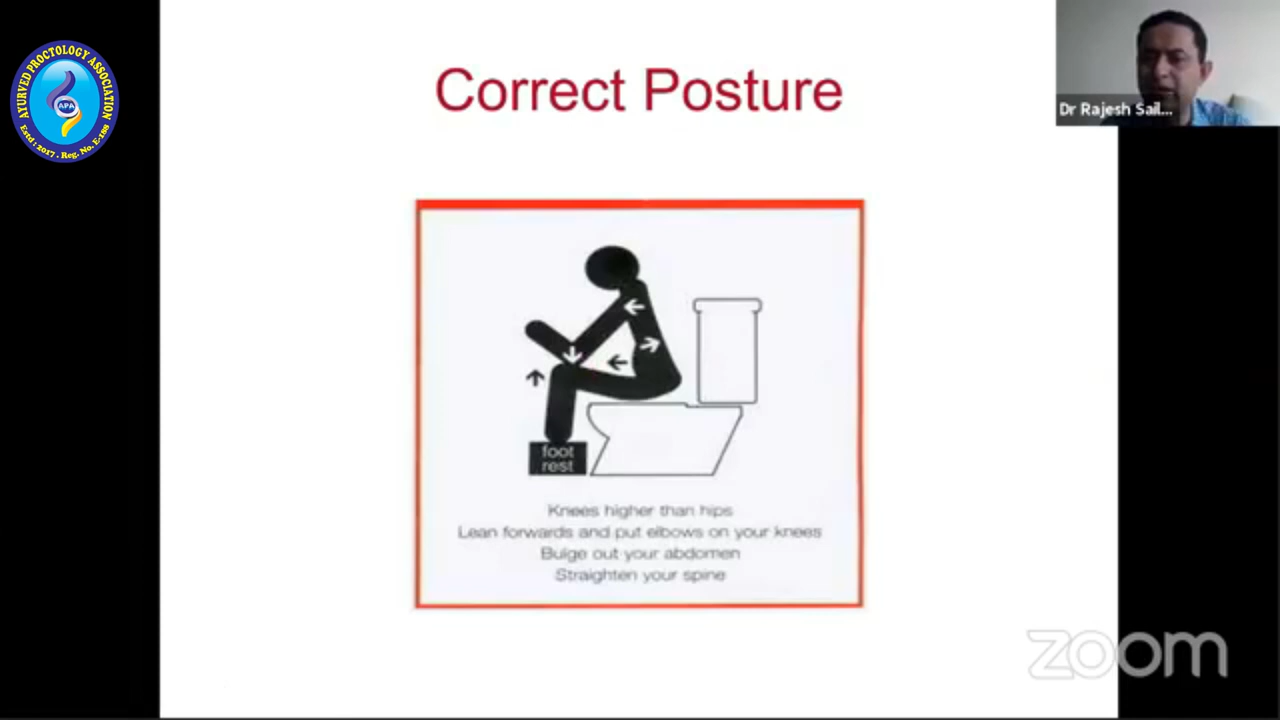 AYURVED PROCTOLOGY ASSOCIATION
APA
Estd : 2017 . Reg. No. E-188
Correct Posture
Dr Rajesh Sail...
foot
rest
Knees higher than hips
Lean forwards and put elbows on your knees
Bulge out your abdomen
Straighten your spine
zoom